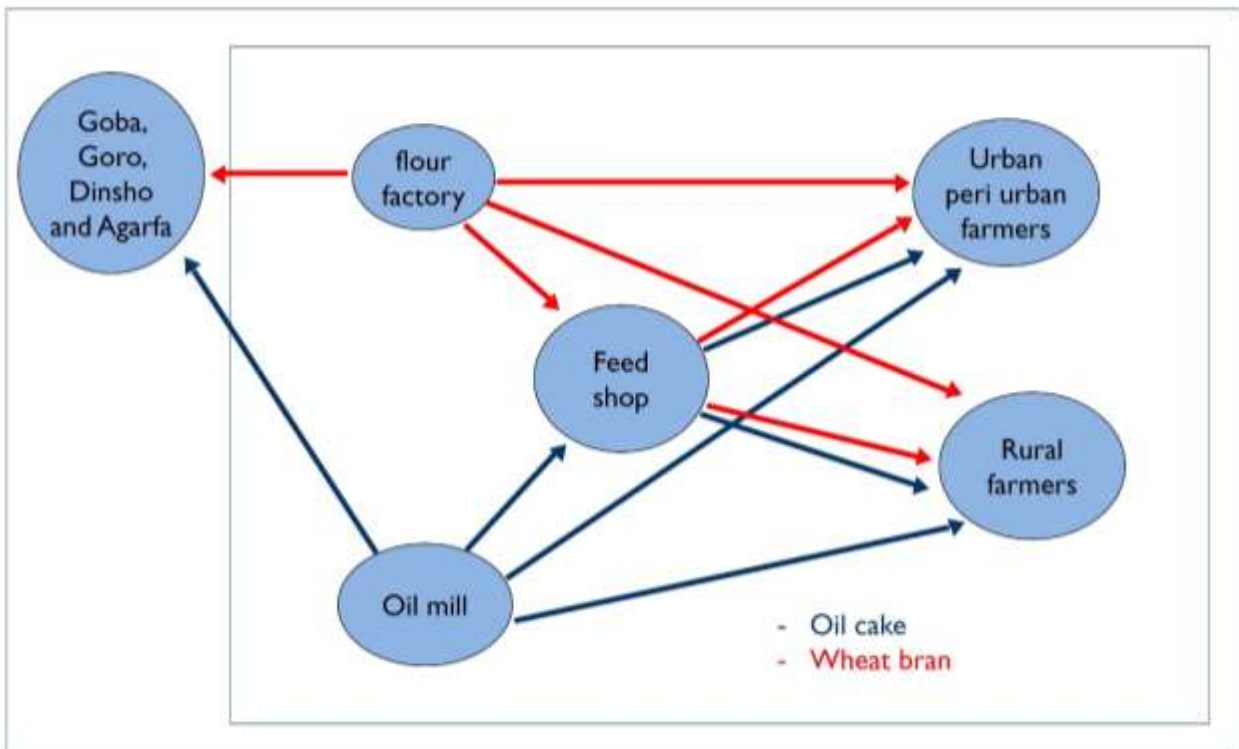 Goba,
Goro,
Dinsho
and Agarfa
flour
factory
Urban
peri urban
farmers
Feed
shop
Rural
farmers
Oil mill
- Oil cake
- Wheat bran